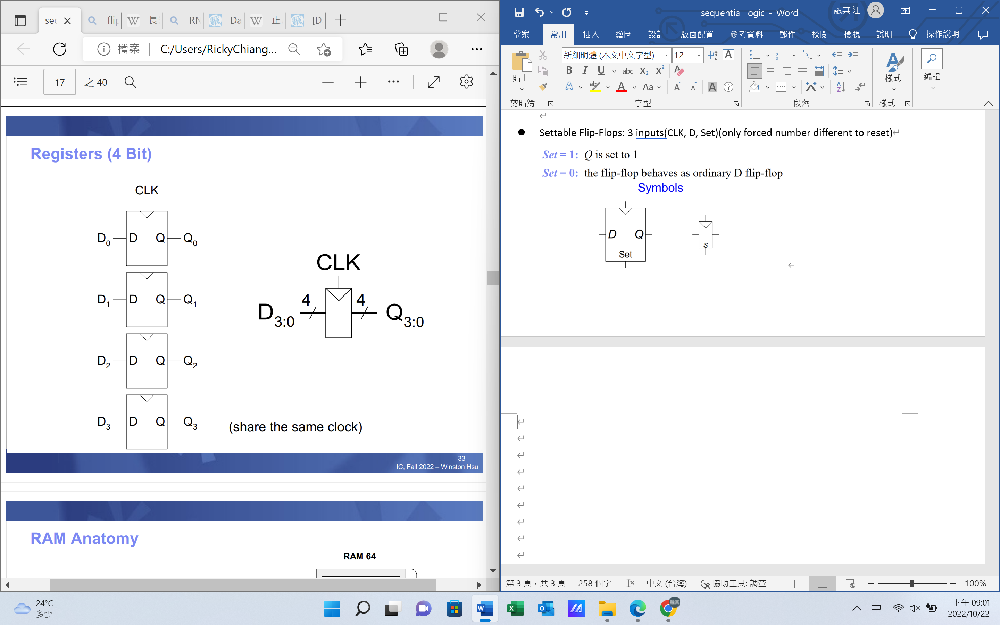 sec
flip
長
RN
Da
正
[D
檔案
C:/Users/RickyChiang...
17 之 40
Registers (4 Bit)
CLK
D0 D Q Q0
D1 D Q Q1
D2 D Q Q2
D3 D Q Q3
CLK
D3:0 4 4 Q3:0
(share the same clock)
33
IC, Fall 2022 – Winston Hsu
RAM Anatomy
RAM 64
sequential_logic - Word
融其 江
檔案 常用 插入 繪圖 設計 版面配置 參考資料 郵件 校閱 檢視 說明 操作說明
貼上
新細明體 (本文中文字型) 12
樣式
編輯
剪貼簿 字型 段落 樣式
Settable Flip-Flops: 3 inputs(CLK, D, Set)(only forced number different to reset)
Set = 1: Q is set to 1
Set = 0: the flip-flop behaves as ordinary D flip-flop
Symbols
D Q
Set
s
第 3 頁，共 3 頁 258 個字 中文 (台灣) 協助工具: 調查 100%
24°C
多雲
中
下午 09:01
2022/10/22